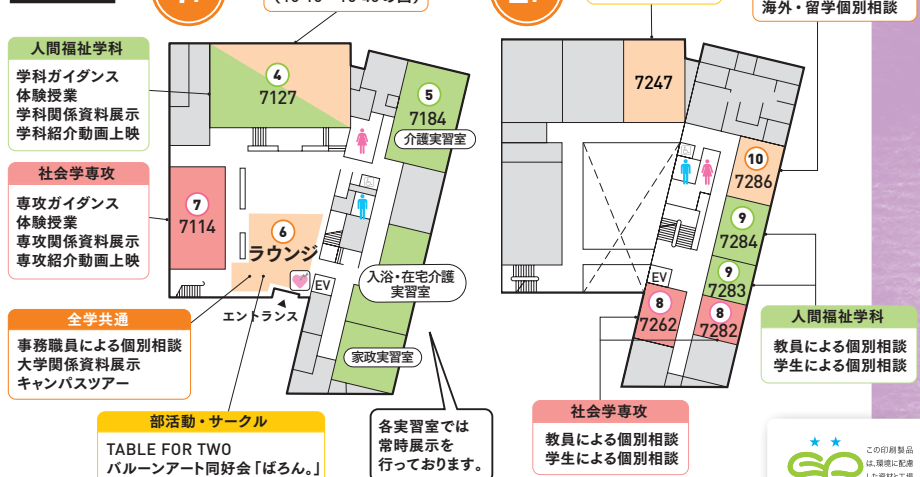 海外・留学個別相談
人間福祉学科
学科ガイダンス
体験授業
学科関係資料展示
学科紹介動画上映
社会学専攻
専攻ガイダンス
体験授業
専攻関係資料展示
専攻紹介動画上映
4
7127
5
7184
介護実習室
7
7114
6
ラウンジ
EV
入浴・在宅介護
実習室
エントランス
家政実習室
全学共通
事務職員による個別相談
大学関係資料展示
キャンパスツアー
部活動・サークル
TABLE FOR TWO
バルーンアート同好会「ばろん。」
各実習室では
常時展示を
行っております。
7247
10
7286
9
7284
9
7283
EV
8
7262
8
7282
人間福祉学科
教員による個別相談
学生による個別相談
社会学専攻
教員による個別相談
学生による個別相談
この印刷製品
は、環境に配慮